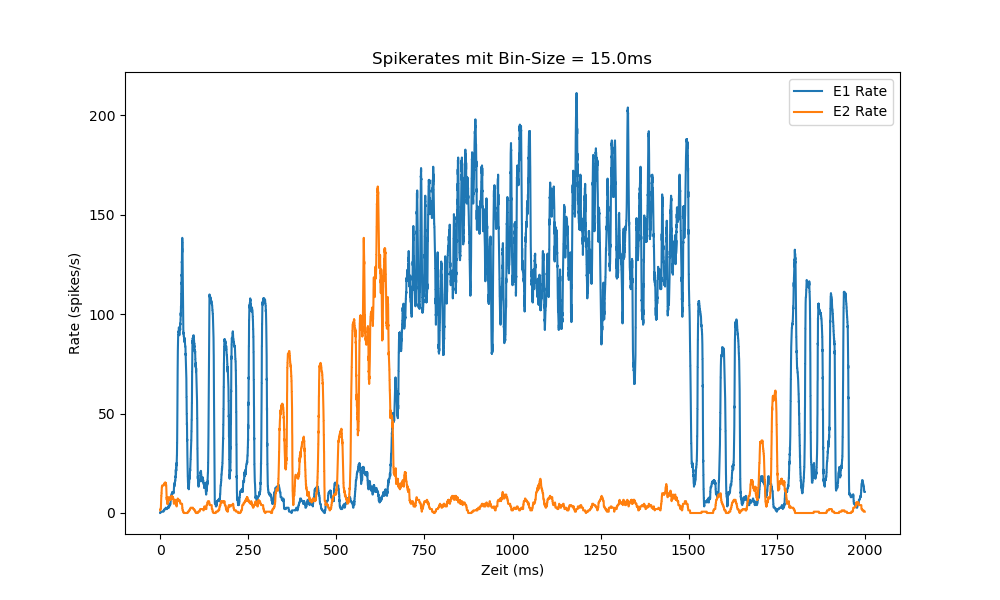 Spikerates mit Bin-Size = 15.0ms
E1 Rate
E2 Rate
Rate (spikes/s)
200
150
100
50
0
0 250 500 750 1000 1250 1500 1750 2000
Zeit (ms)